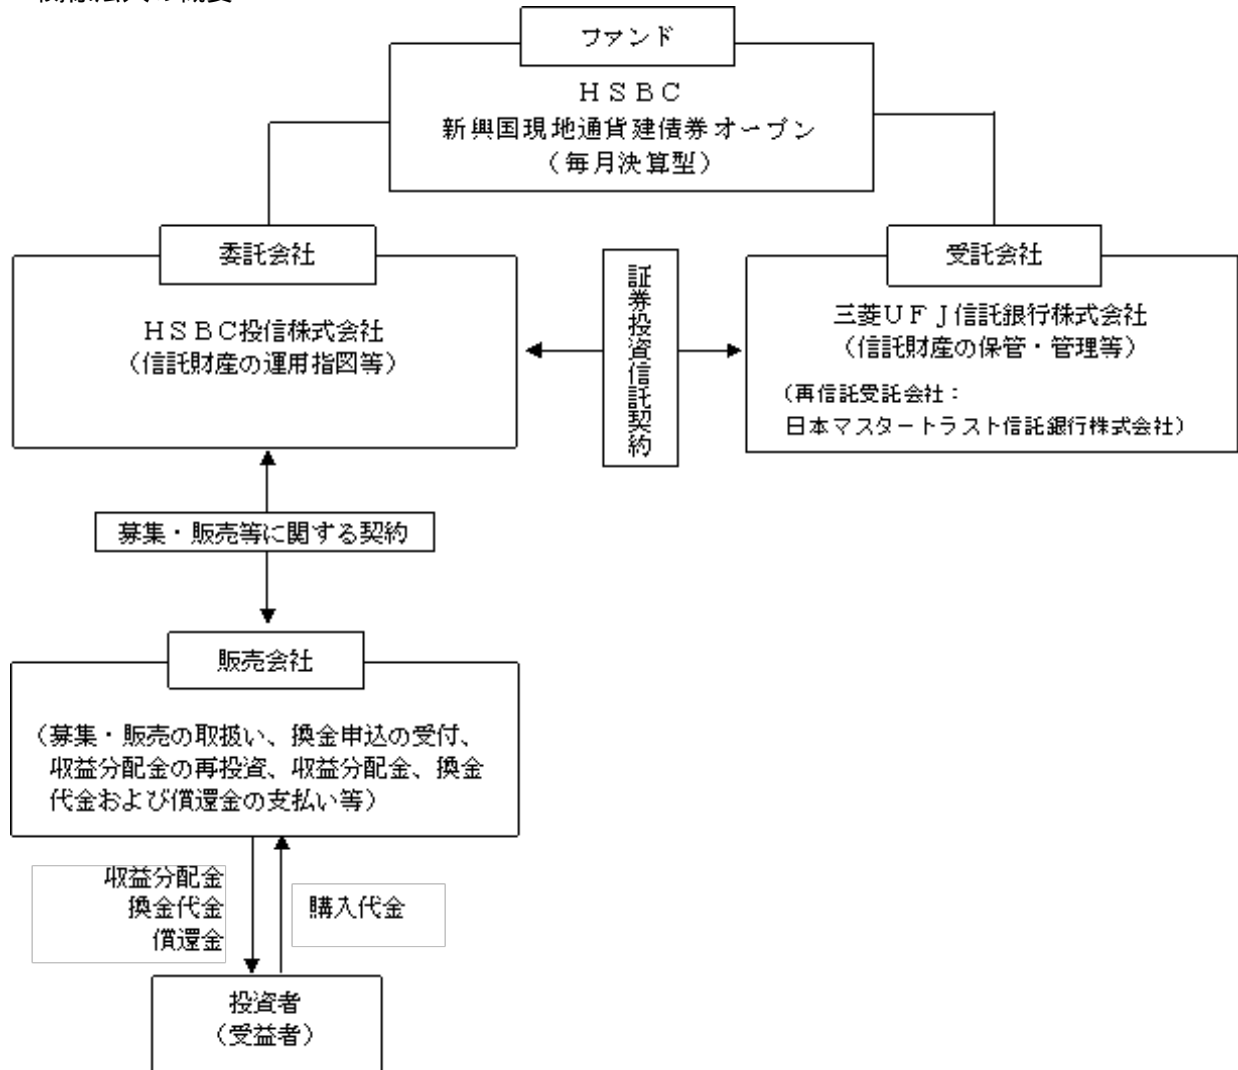 ファンド
ＨＳＢＣ
新興国現地通貨建債券オープン
（毎月決算型）
委託会社
ＨＳＢＣ投信株式会社
（信託財産の運用指図等）
証券投資信託契約
受託会社
三菱ＵＦＪ信託銀行株式会社
（信託財産の保管・管理等）
（再信託受託会社：
日本マスタートラスト信託銀行株式会社）
募集・販売等に関する契約
販売会社
（募集・販売の取扱い、換金申込の受付、
収益分配金の再投資、収益分配金、換金
代金および償還金の支払い等）
収益分配金
換金代金
償還金
購入代金
投資者
（受益者）